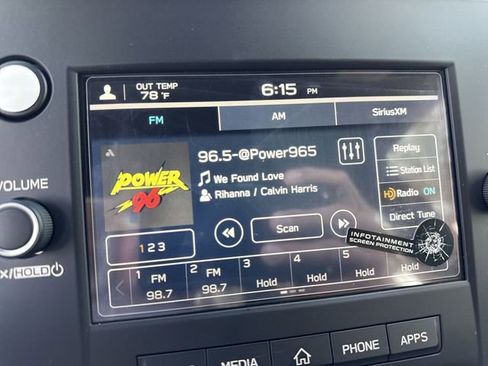 OUT TEMP
78 °F
6:15 PM
FM
AM
SiriusXM
96.5-@Power965
We Found Love
Rihanna / Calvin Harris
POWER
96
Replay
Station List
HD Radio ON
Direct Tune
INFOTAINMENT
SCREEN PROTECTION
VOLUME
HOLD
1 2 3
Scan
1 FM 98.7
2 FM 98.7
3 Hold
4 Hold
5 Hold
MEDIA
PHONE
APPS